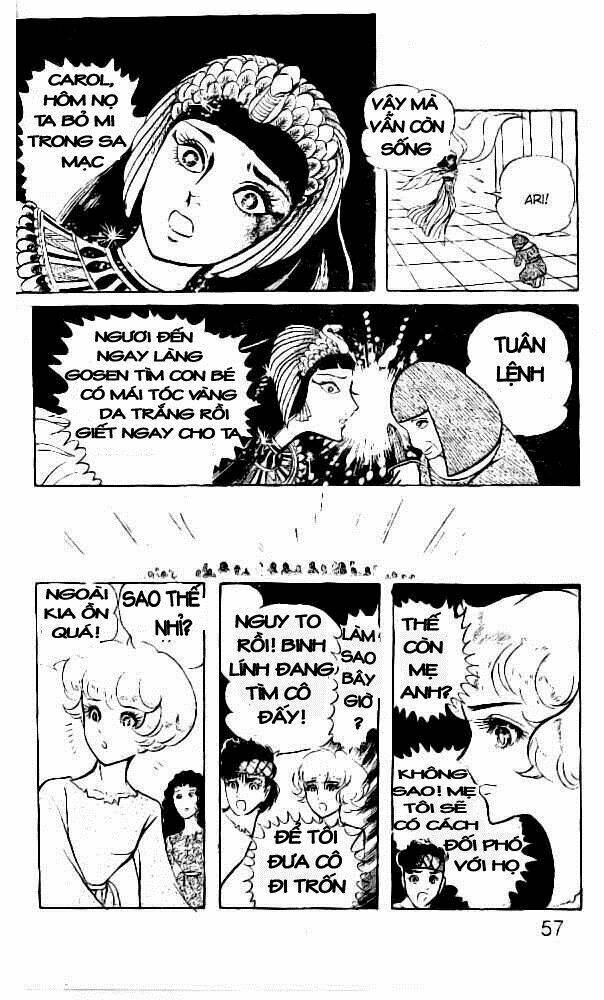 CAROL,
HÔM NỌ
TA BỎ MI
TRONG SA
MẠC
VẬY MÀ
VẪN CÒN
SỐNG
ARI!
NGƯƠI ĐẾN
NGAY LÀNG
GOSEN TÌM CON BÉ
CÓ MÁI TÓC VÀNG
DA TRẮNG RỒI
GIẾT NGAY CHO TA
TUÂN
LỆNH
NGOÀI
KIA ỒN
QUÁ!
SAO THẾ
NHỈ?
NGUY TO
RỒI! BINH
LÍNH ĐANG
TÌM CÔ
ĐẤY!
LÀM
SAO
BÂY
GIỜ
?
ĐỂ TÔI
ĐƯA CÔ
ĐI TRỐN
THẾ
CÒN
MẸ
ANH?
KHÔNG
SAO! MẸ
TÔI SẼ
CÓ CÁCH
ĐỐI PHÓ
VỚI HỌ
57